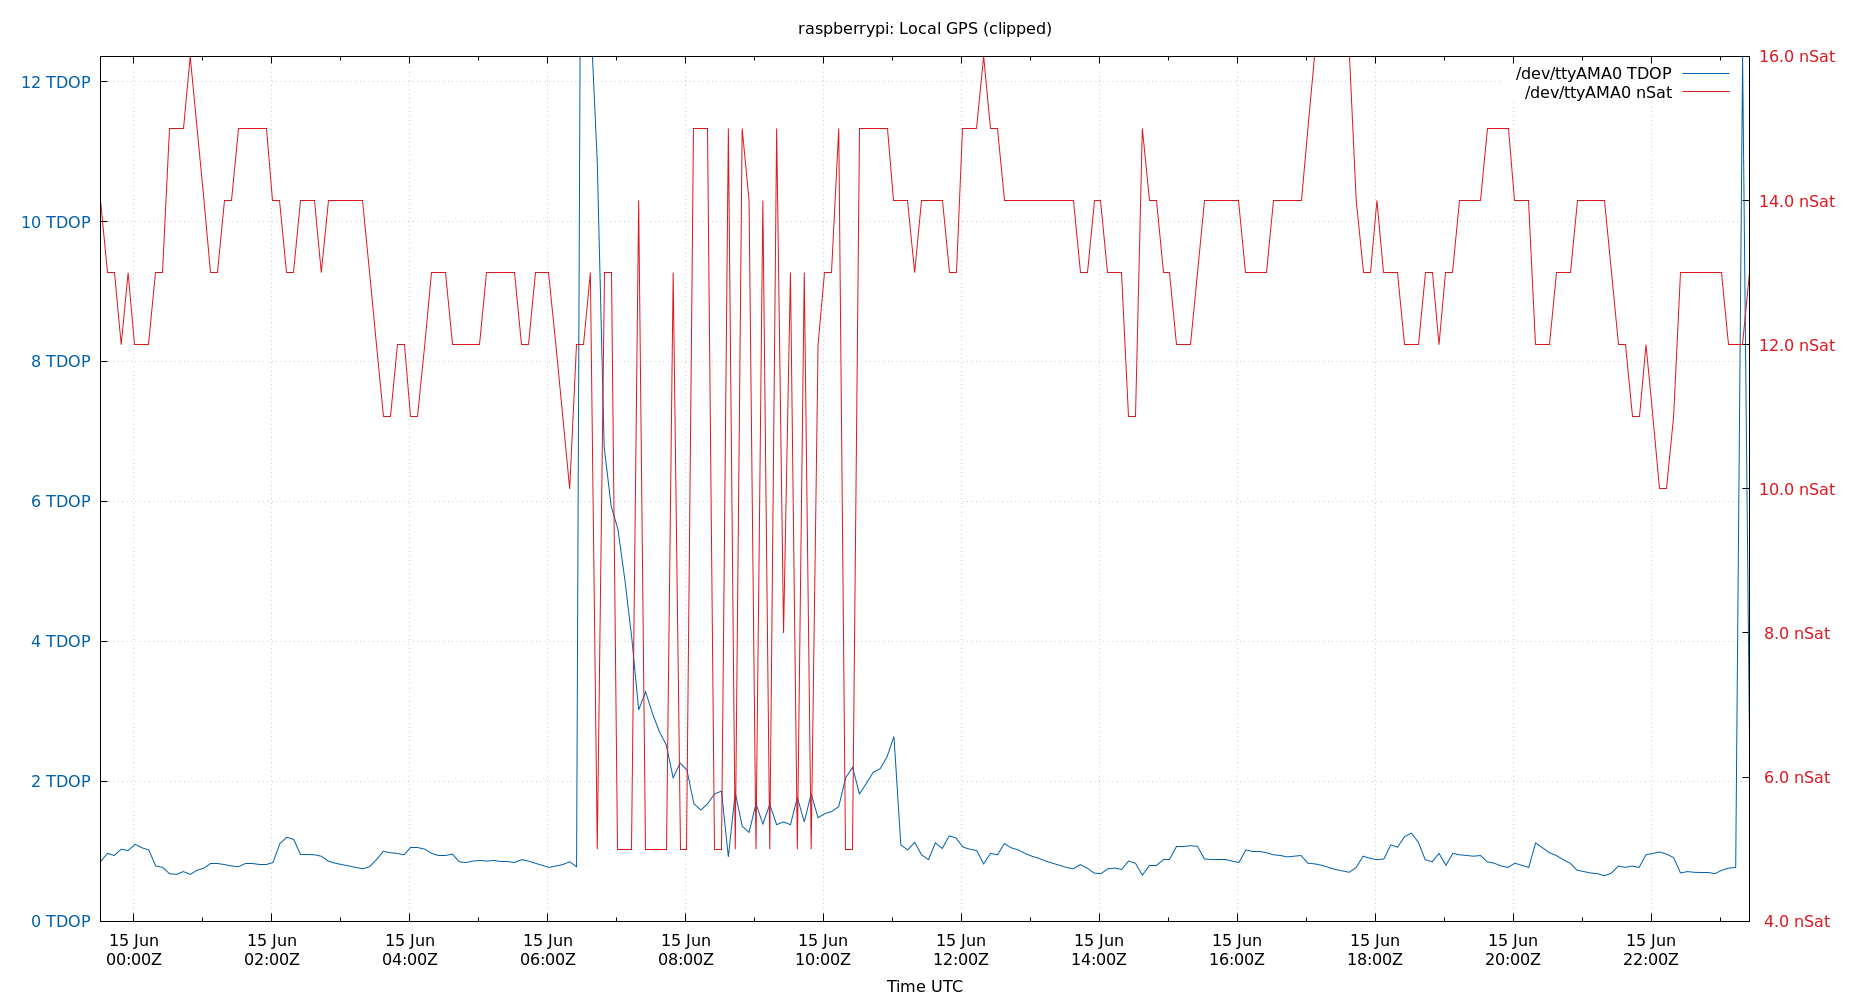 raspberrypi: Local GPS (clipped)
/dev/ttyAMA0 TDOP
/dev/ttyAMA0 nSat
12 TDOP
10 TDOP
8 TDOP
6 TDOP
4 TDOP
2 TDOP
0 TDOP
16.0 nSat
14.0 nSat
12.0 nSat
10.0 nSat
8.0 nSat
6.0 nSat
4.0 nSat
15 Jun 15 Jun 15 Jun 15 Jun 15 Jun 15 Jun 15 Jun 15 Jun 15 Jun 15 Jun 15 Jun 15 Jun
00:00Z 02:00Z 04:00Z 06:00Z 08:00Z 10:00Z 12:00Z 14:00Z 16:00Z 18:00Z 20:00Z 22:00Z
Time UTC